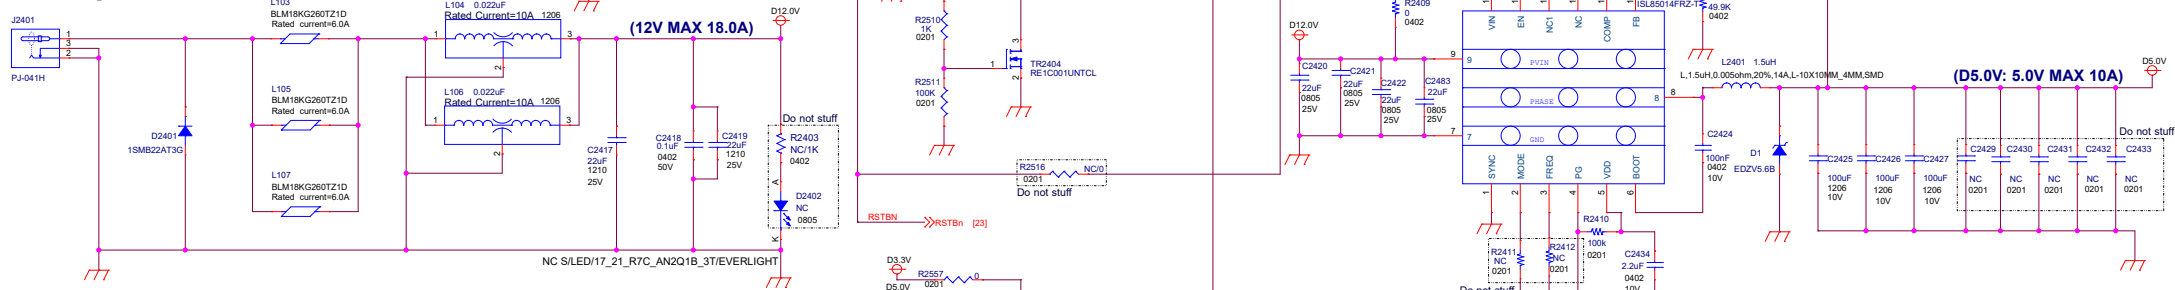 J2401
1
3
2
PJ-041H
D2401
1SMB22AT3G
L103
BLM18KG260TZ1D
Rated current=6.0A
L105
BLM18KG260TZ1D
Rated current=6.0A
L107
BLM18KG260TZ1D
Rated current=6.0A
L104 0.022uF
Rated Current=10A 1206
1
3
2
L106 0.022uF
Rated Current=10A 1206
1
3
2
(12V MAX 18.0A)
D12.0V
C2417
22uF
1210
25V
C2418
0.1uF
0402
50V
C2419
22uF
1210
25V
Do not stuff
R2403
NC/1K
0402
A
D2402
NC
0805
K
NC S/LED/17_21_R7C_AN2Q1B_3T/EVERLIGHT
R2510
1K
0201
R2511
100K
0201
3
1
2
TR2404
RE1C001UNTCL
R2516
NC/0
0201
Do not stuff
RSTBN
RSTBn [23]
D3.3V
R2557
0
D5.0V
0201
D12.0V
R2409
0
0402
C2420
22uF
0805
25V
C2421
22uF
0805
25V
C2422
22uF
0805
25V
C2483
22uF
0805
25V
ISL85014FRZ-T
49.9K
0402
VIN
EN
NC1
NC
COMP
FB
9
9
PVIN
PHASE
8
8
7
7
GND
SYNC
MODE
FREQ
PG
VDD
BOOT
1
2
3
4
5
6
R2411
NC
0201
R2412
NC
0201
Do not stuff
R2410
100k
0201
C2434
2.2uF
0402
10V
C2424
100nF
0402
10V
L2401 1.5uH
L,1.5uH,0.005ohm,20%,14A,L-10X10MM_4MM,SMD
(D5.0V: 5.0V MAX 10A)
D5.0V
D1
EDZV5.6B
C2425
100uF
1206
10V
C2426
100uF
1206
10V
C2427
100uF
1206
10V
Do not stuff
C2429
NC
0201
C2430
NC
0201
C2431
NC
0201
C2432
NC
0201
C2433
NC
0201